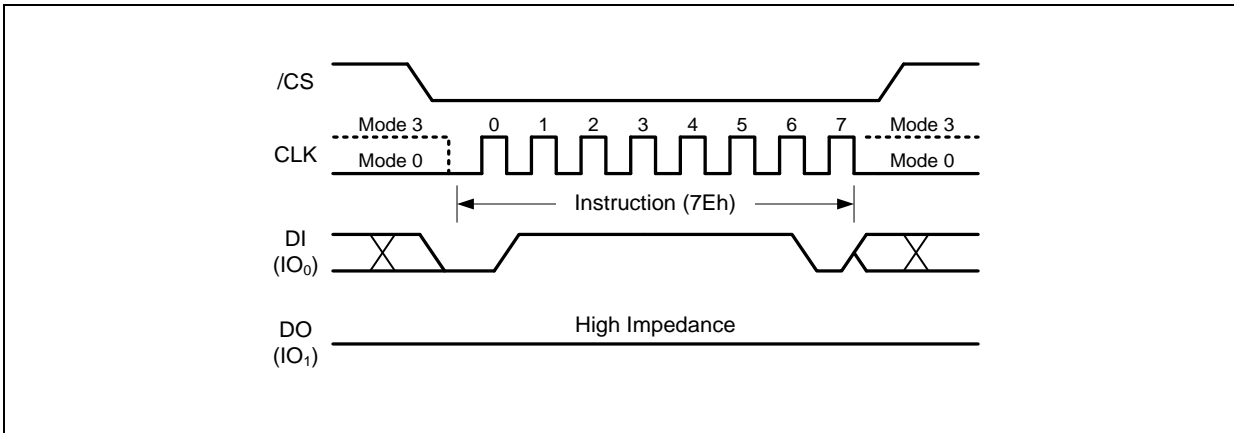 /CS
Mode 3 0 1 2 3 4 5 6 7 Mode 3
CLK
Mode 0 Mode 0
Instruction (7Eh)
DI
(IO₀)
High Impedance
DO
(IO₁)